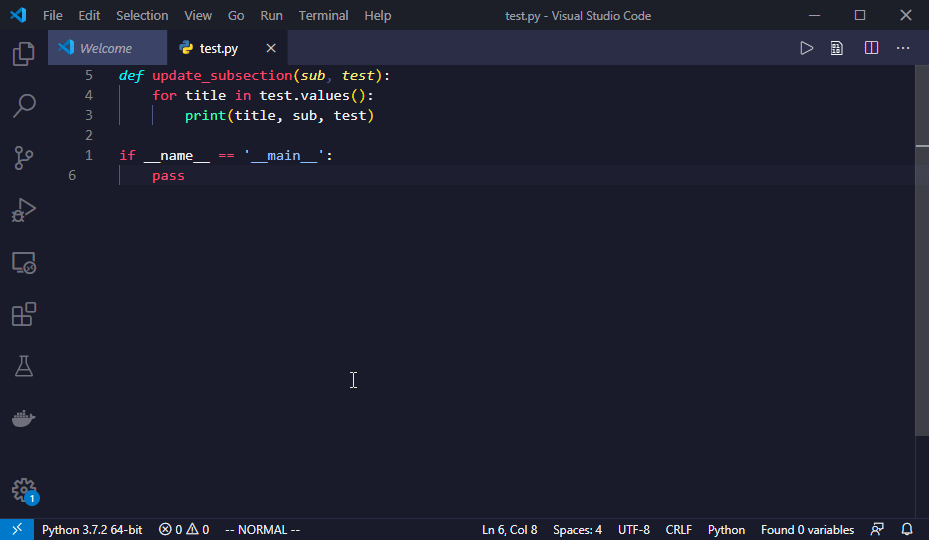 File Edit Selection View Go Run Terminal Help test.py - Visual Studio Code
Welcome test.py
5 def update_subsection(sub, test):
4 for title in test.values():
3 print(title, sub, test)
2
1 if __name__ == '__main__':
6 pass
1
Python 3.7.2 64-bit 0 0 -- NORMAL -- Ln 6, Col 8 Spaces: 4 UTF-8 CRLF Python Found 0 variables